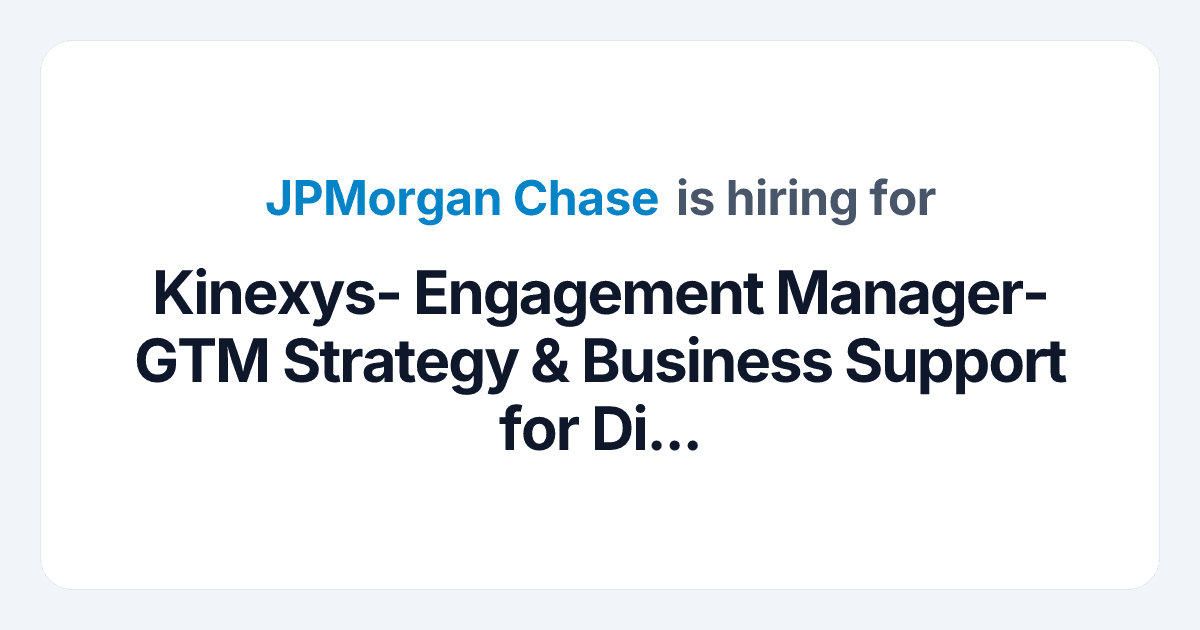 JPMorgan Chase is hiring for
Kinexys- Engagement Manager-
GTM Strategy & Business Support
for Di...